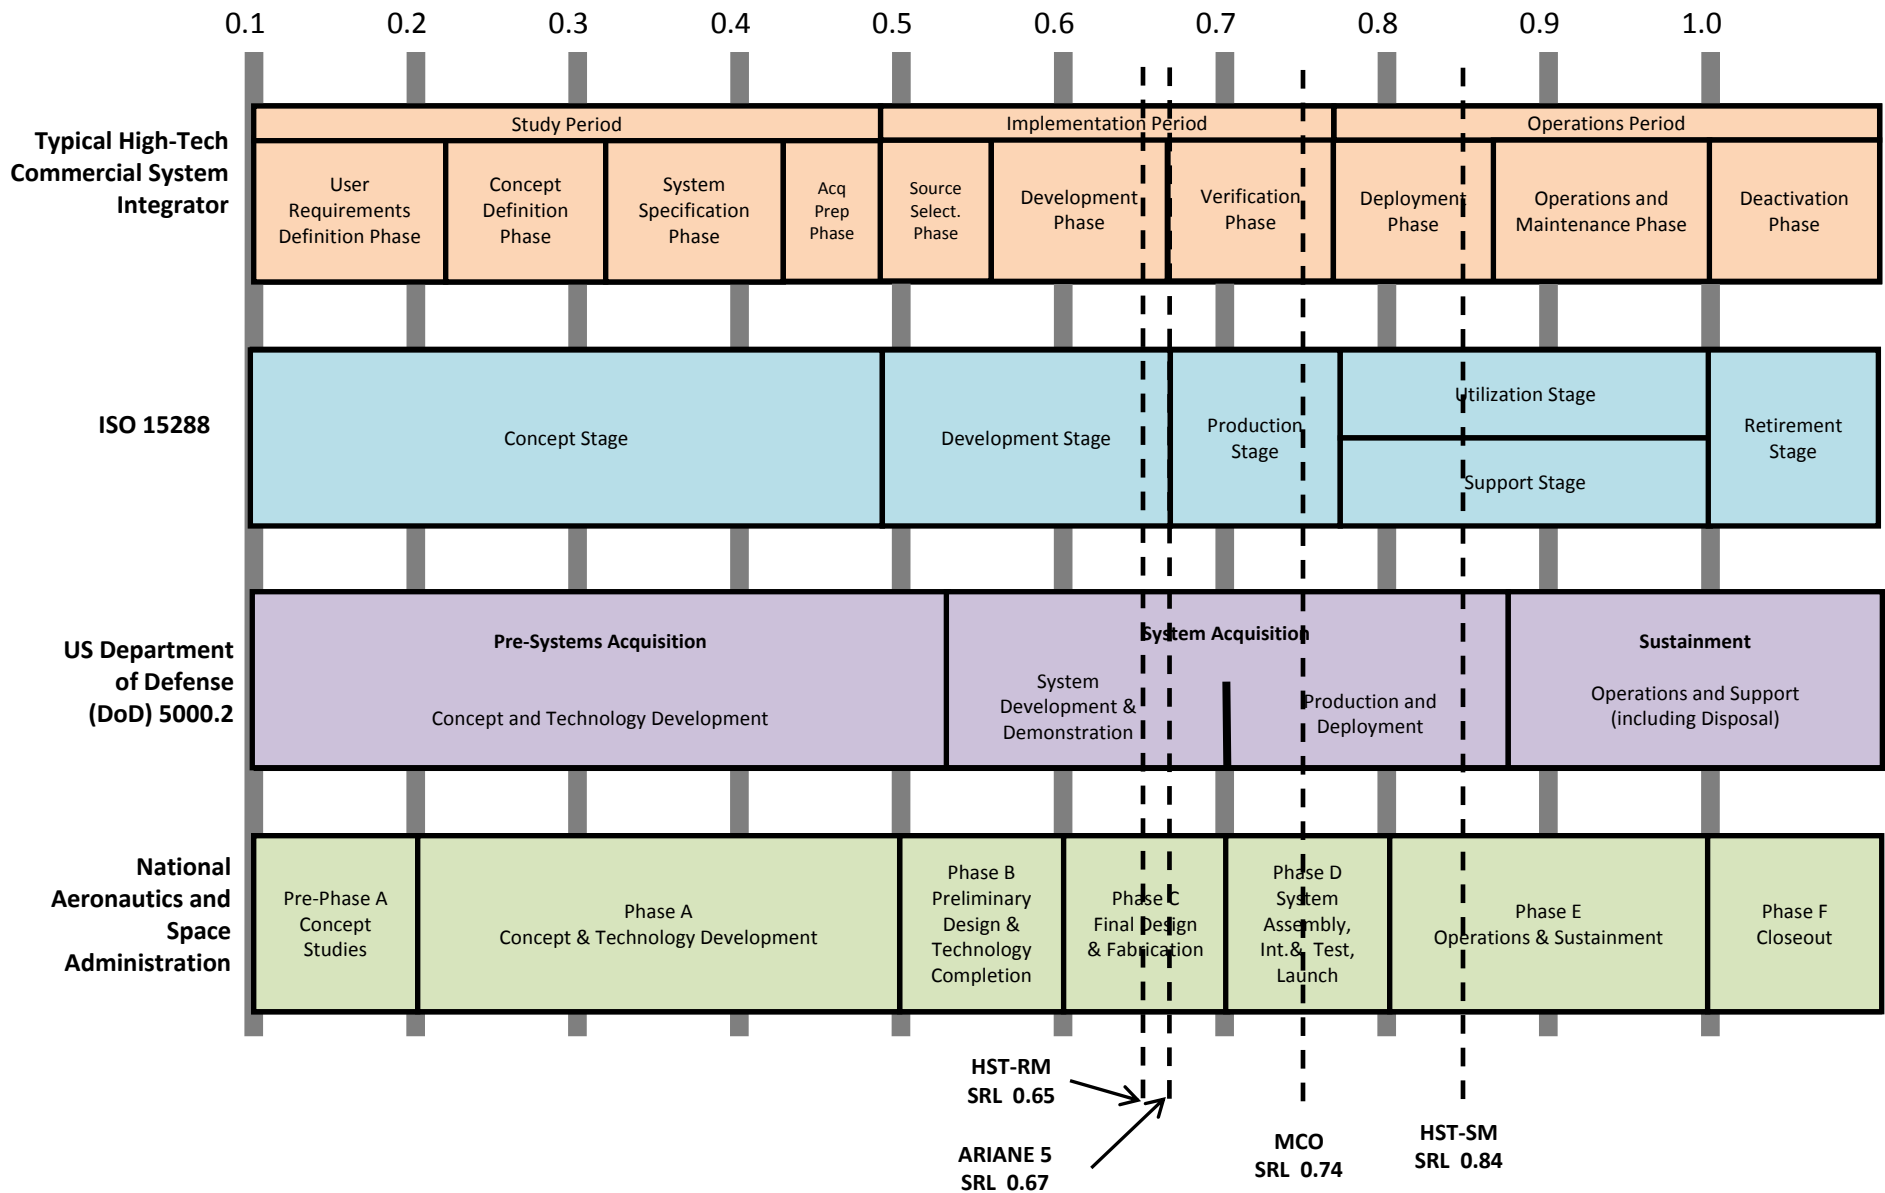 0.1 0.2 0.3 0.4 0.5 0.6 0.7 0.8 0.9 1.0
Typical High-Tech
Commercial System
Integrator
Study Period
Implementation Period
Operations Period
User
Requirements
Definition Phase
Concept
Definition
Phase
System
Specification
Phase
Acq
Prep
Phase
Source
Select.
Phase
Development
Phase
Verification
Phase
Deployment
Phase
Operations and
Maintenance Phase
Deactivation
Phase
ISO 15288
Concept Stage
Development Stage
Production
Stage
Utilization Stage
Support Stage
Retirement
Stage
US Department
of Defense
(DoD) 5000.2
Pre-Systems Acquisition
Concept and Technology Development
System Acquisition
System
Development &
Demonstration
Production and
Deployment
Sustainment
Operations and Support
(including Disposal)
National
Aeronautics and
Space
Administration
Pre-Phase A
Concept
Studies
Phase A
Concept & Technology Development
Phase B
Preliminary
Design &
Technology
Completion
Phase C
Final Design
& Fabrication
Phase D
System
Assembly,
Int.& Test,
Launch
Phase E
Operations & Sustainment
Phase F
Closeout
HST-RM
SRL 0.65
ARIANE 5
SRL 0.67
MCO
SRL 0.74
HST-SM
SRL 0.84